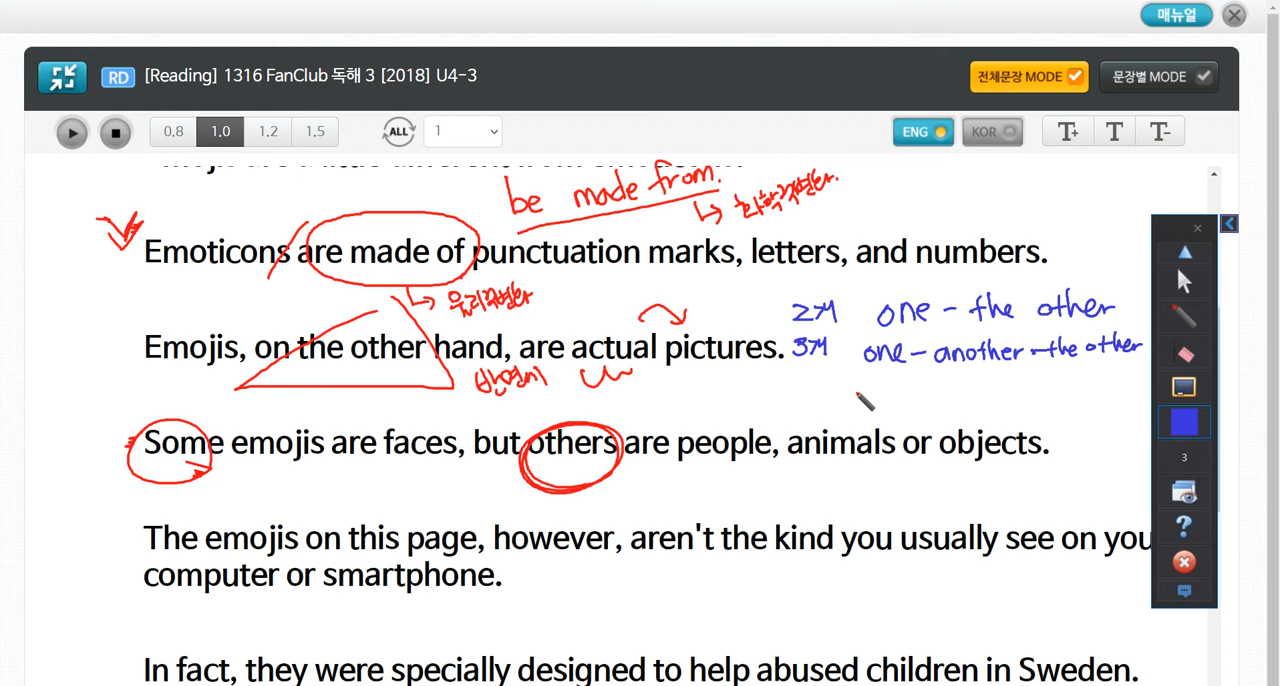 매뉴얼
RD [Reading] 1316 FanClub 독해 3 [2018] U4-3
전체문장 MODE 문장별 MODE
0.8 1.0 1.2 1.5 ALL 1 ENG KOR T+ T T-
be made from.
화학적변화.
Emoticons are made of punctuation marks, letters, and numbers.
물리적변화
2개 one - the other
Emojis, on the other hand, are actual pictures.
3개 one - another - the other
반면에
Some emojis are faces, but others are people, animals or objects.
3
The emojis on this page, however, aren't the kind you usually see on you
computer or smartphone.
In fact, they were specially designed to help abused children in Sweden.